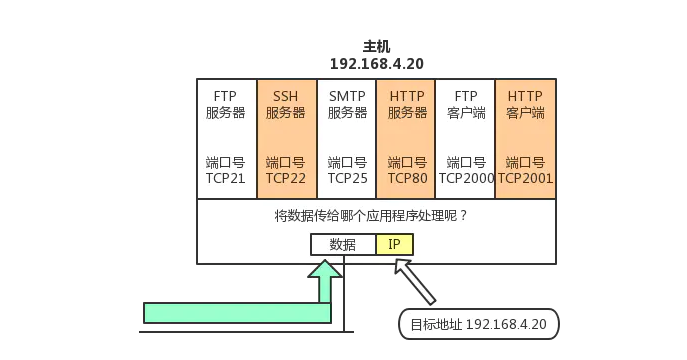 主机
192.168.4.20
FTP
服务器
端口号
TCP21
SSH
服务器
端口号
TCP22
SMTP
服务器
端口号
TCP25
HTTP
服务器
端口号
TCP80
FTP
客户端
端口号
TCP2000
HTTP
客户端
端口号
TCP2001
将数据传给哪个应用程序处理呢？
数据
IP
目标地址 192.168.4.20